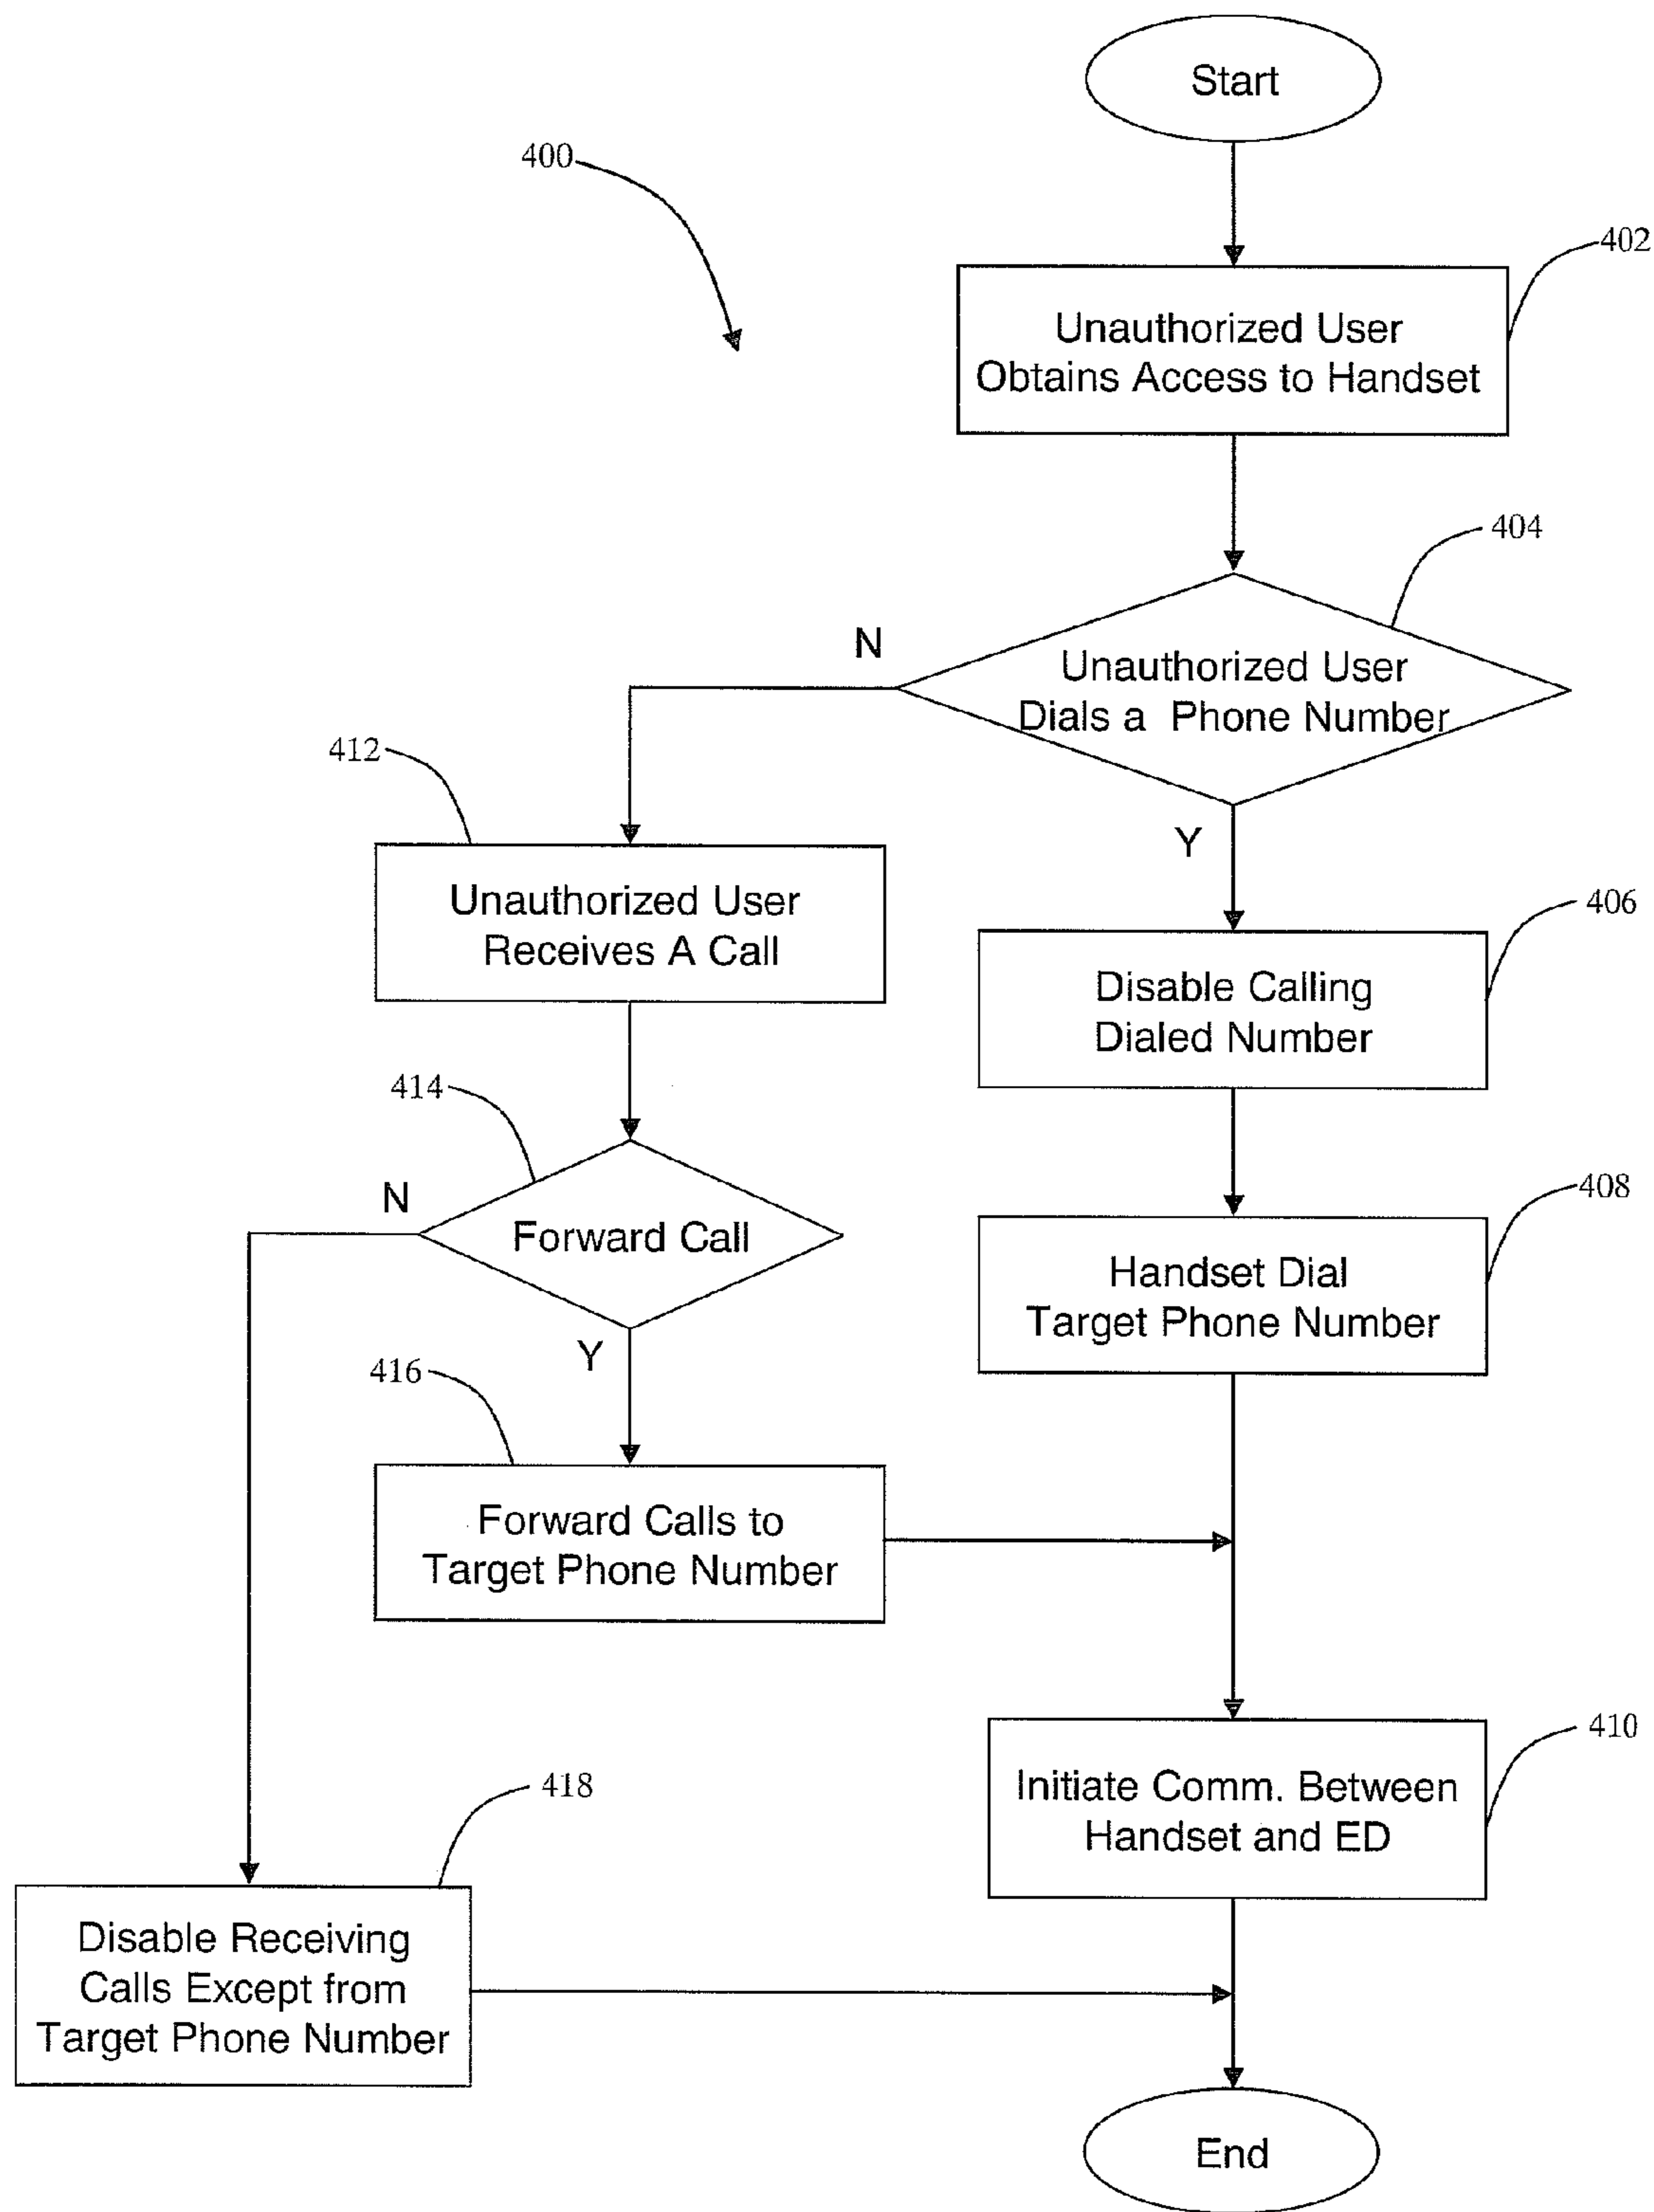 Start
400
402
Unauthorized User
Obtains Access to Handset
404
N
Unauthorized User
Dials a Phone Number
412
Y
Unauthorized User
Receives A Call
406
Disable Calling
Dialed Number
414
N
Forward Call
408
Handset Dial
Target Phone Number
Y
416
Forward Calls to
Target Phone Number
410
Initiate Comm. Between
Handset and ED
418
Disable Receiving
Calls Except from
Target Phone Number
End